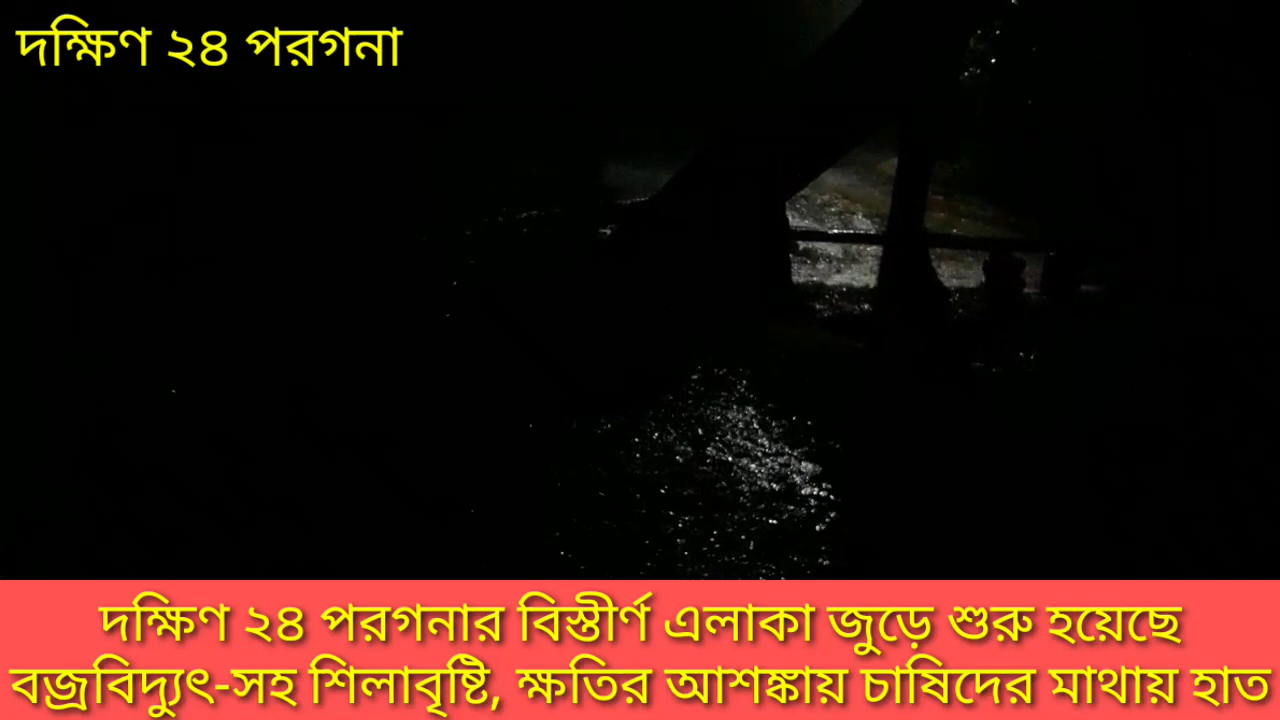 দক্ষিণ ২৪ পরগনা
দক্ষিণ ২৪ পরগনার বিস্তীর্ণ এলাকা জুড়ে শুরু হয়েছে
বজ্রবিদ্যুৎ-সহ শিলাবৃষ্টি, ক্ষতির আশঙ্কায় চাষিদের মাথায় হাত